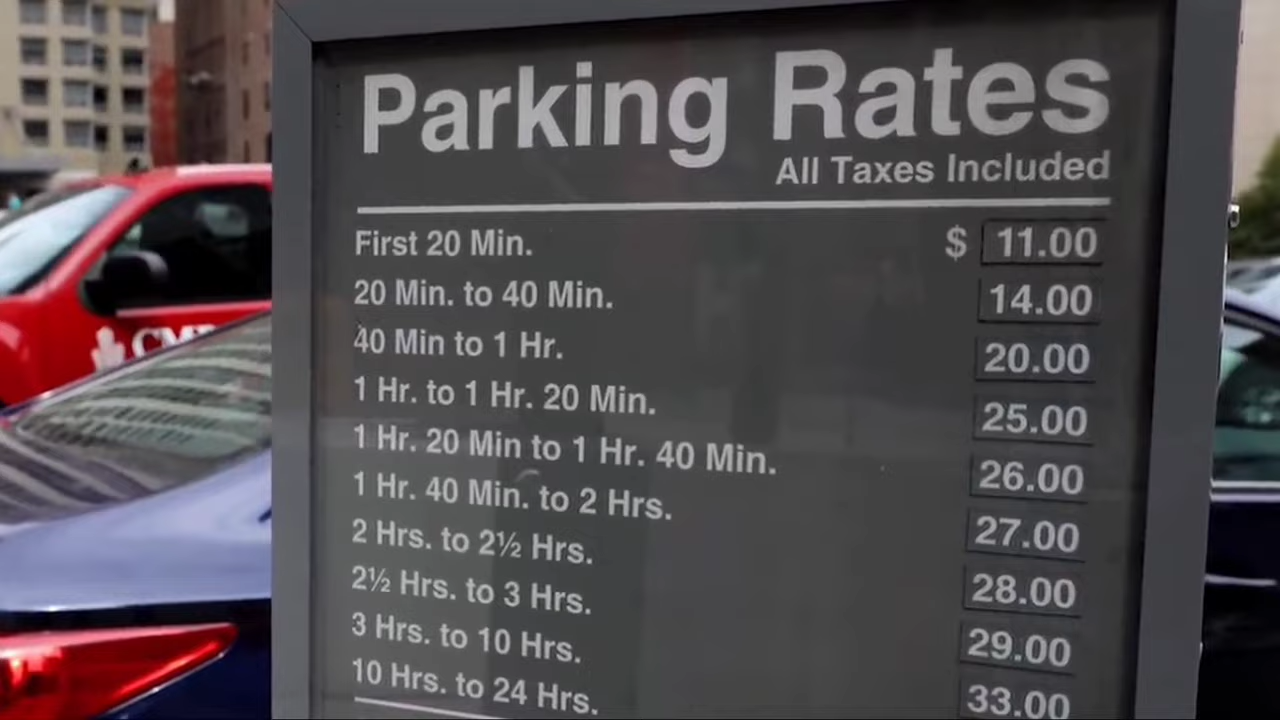 Parking Rates
All Taxes Included
First 20 Min. $ 11.00
20 Min. to 40 Min. 14.00
40 Min to 1 Hr. 20.00
1 Hr. to 1 Hr. 20 Min. 25.00
1 Hr. 20 Min to 1 Hr. 40 Min. 26.00
1 Hr. 40 Min. to 2 Hrs. 27.00
2 Hrs. to 2½ Hrs. 28.00
2½ Hrs. to 3 Hrs. 29.00
3 Hrs. to 10 Hrs. 33.00
10 Hrs. to 24 Hrs.